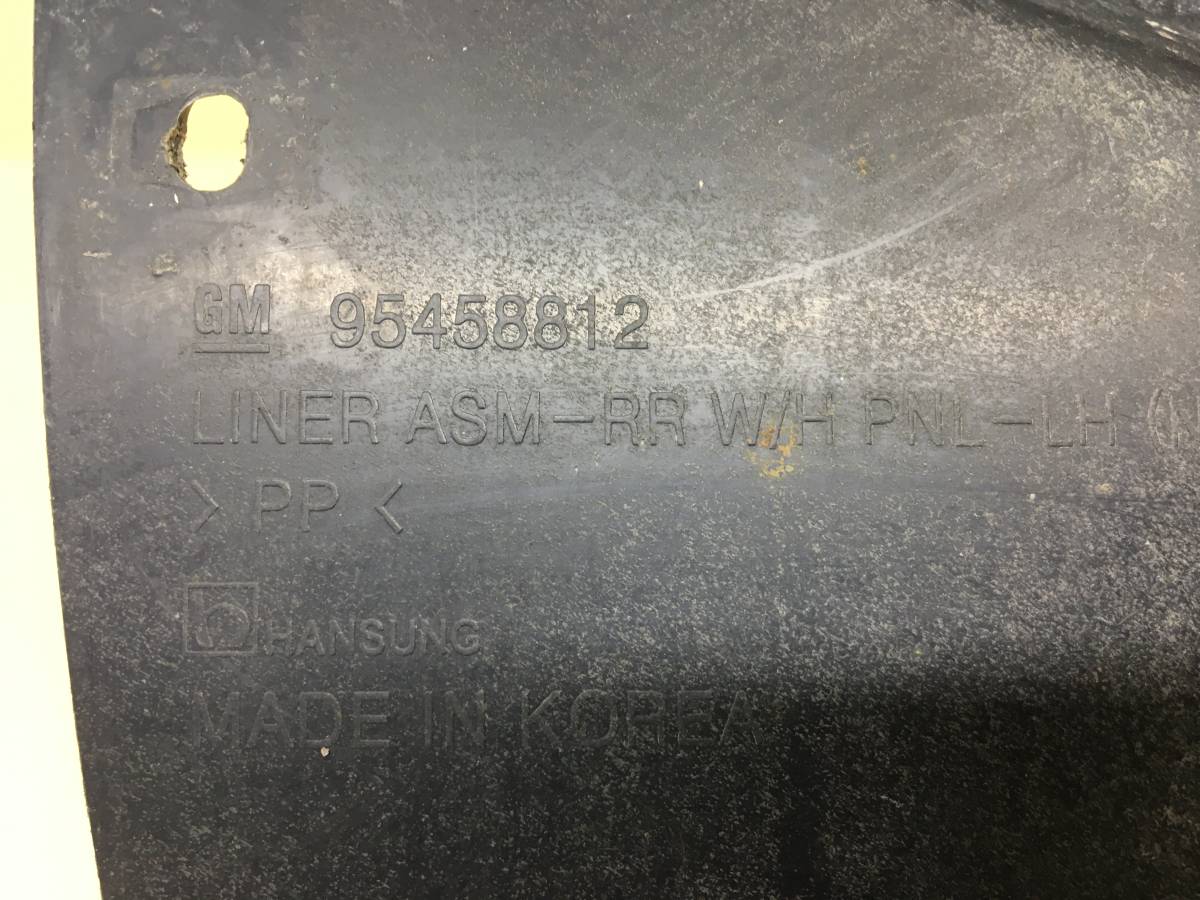 GM 95458812
LINER ASM-RR W/H PNL-LH (
> PP <
h HANSUNG
MADE IN KOREA